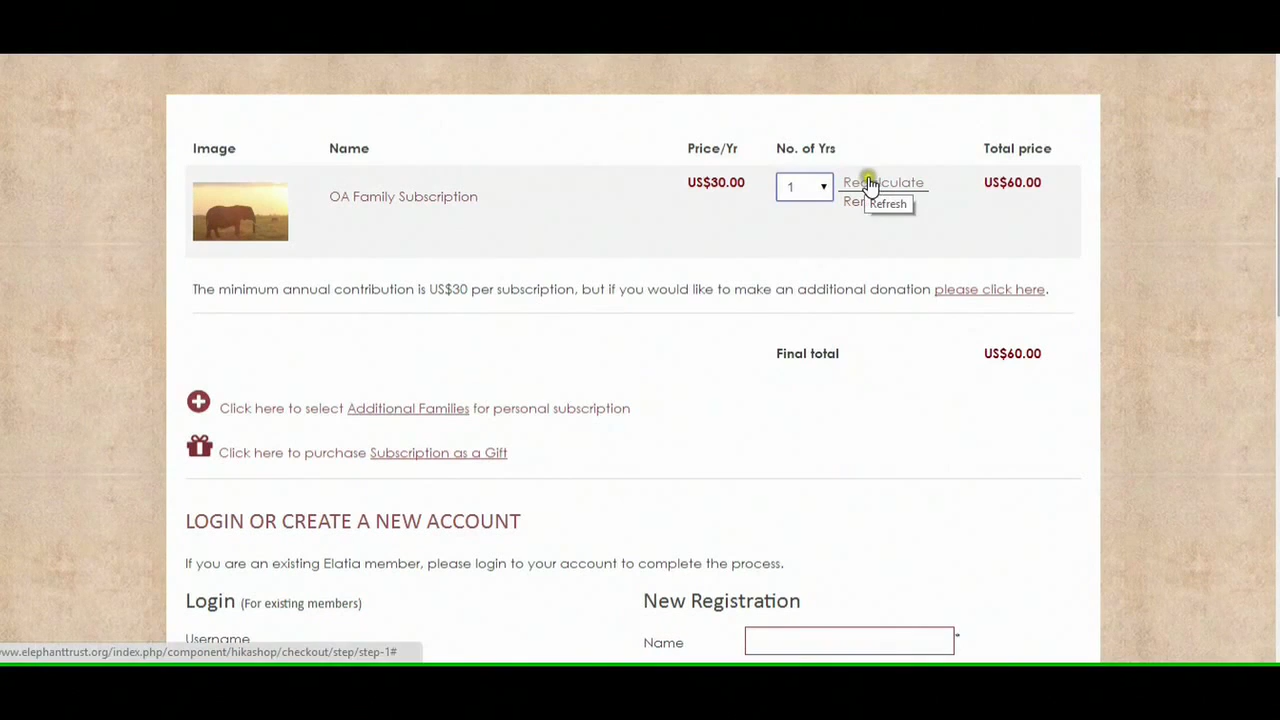 Image Name Price/Yr No. of Yrs Total price
OA Family Subscription US$30.00 1 Recalculate US$60.00
Refresh
The minimum annual contribution is US$30 per subscription, but if you would like to make an additional donation please click here.
Final total US$60.00
Click here to select Additional Families for personal subscription
Click here to purchase Subscription as a Gift
LOGIN OR CREATE A NEW ACCOUNT
If you are an existing Elatia member, please login to your account to complete the process.
Login (For existing members) New Registration
Username
Name *
www.elephanttrust.org/index.php/component/hikashop/checkout/step/step-1#